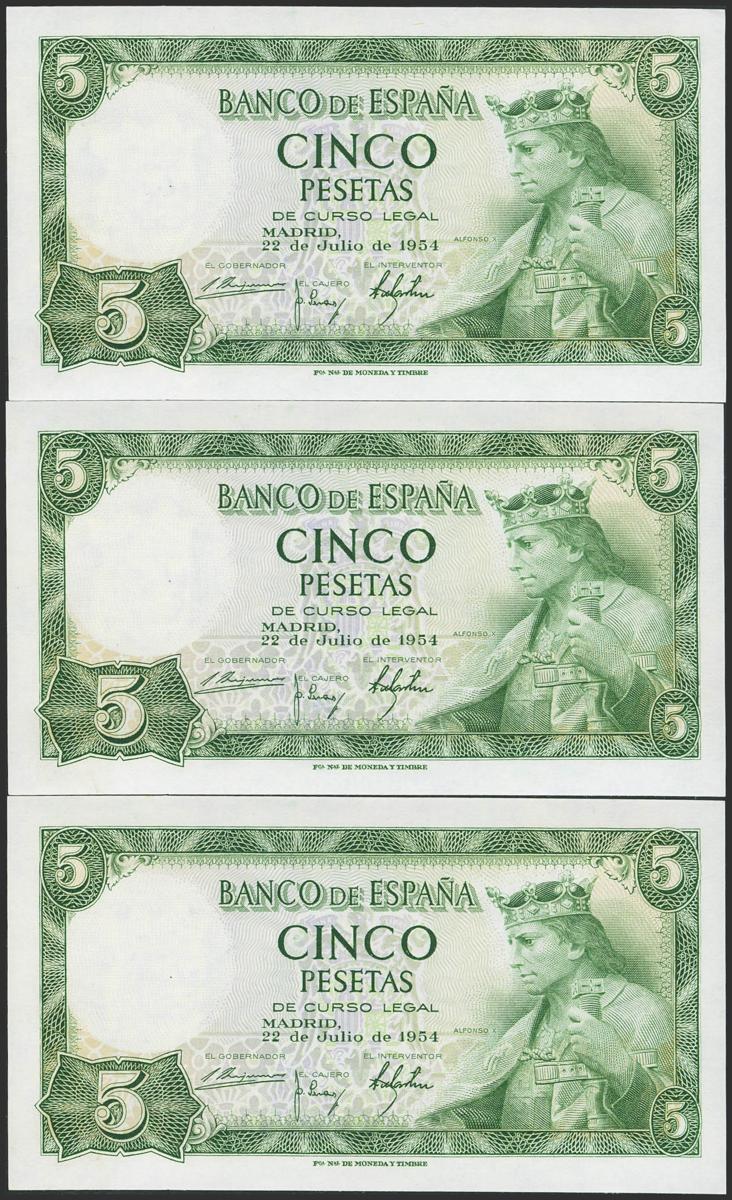 5 5
BANCO DE ESPAÑA
CINCO
PESETAS
DE CURSO LEGAL
MADRID,
22 de Julio de 1954
ALFONSO X
EL GOBERNADOR EL INTERVENTOR
EL CAJERO
5 5
Fca. Nal. DE MONEDA Y TIMBRE
5 5
BANCO DE ESPAÑA
CINCO
PESETAS
DE CURSO LEGAL
MADRID,
22 de Julio de 1954
ALFONSO X
EL GOBERNADOR EL INTERVENTOR
EL CAJERO
5 5
Fca. Nal. DE MONEDA Y TIMBRE
5 5
BANCO DE ESPAÑA
CINCO
PESETAS
DE CURSO LEGAL
MADRID,
22 de Julio de 1954
ALFONSO X
EL GOBERNADOR EL INTERVENTOR
EL CAJERO
5 5
Fca. Nal. DE MONEDA Y TIMBRE